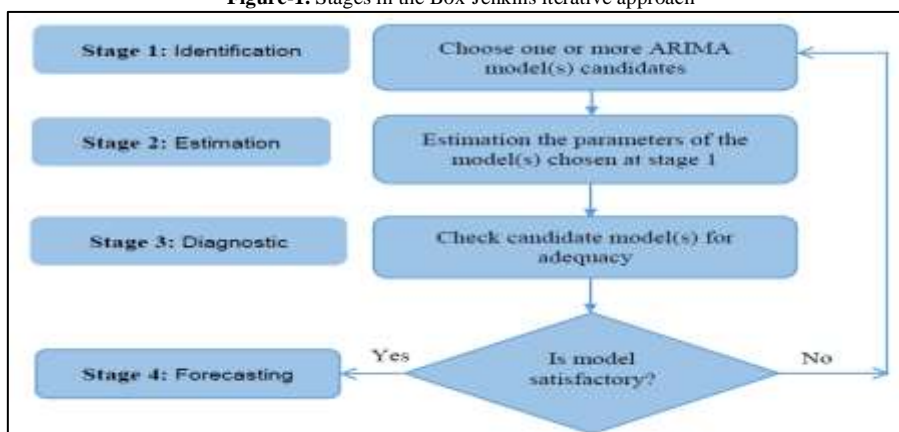 Figure-1. Stages in the Box-Jenkins iterative approach
Stage 1: Identification
Choose one or more ARIMA
model(s) candidates
Stage 2: Estimation
Estimation the parameters of the
model(s) chosen at stage 1
Stage 3: Diagnostic
Check candidate model(s) for
adequacy
Stage 4: Forecasting
Yes
Is model
satisfactory?
No